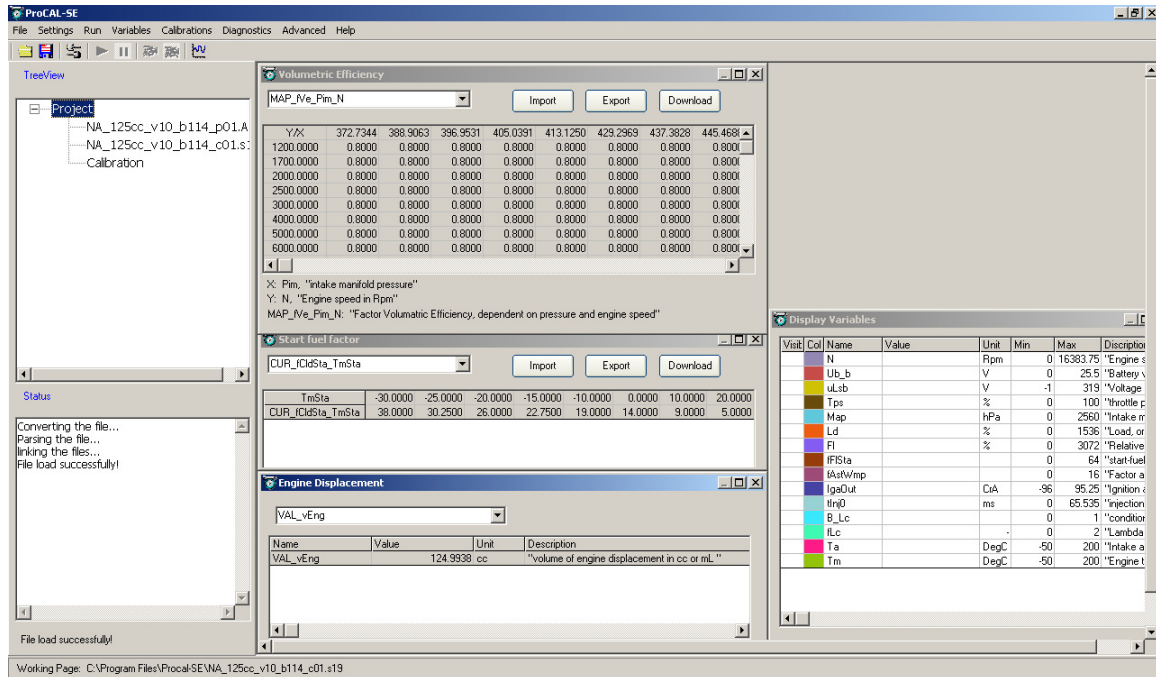 ProCAL-SE
File Settings Run Variables Calibrations Diagnostics Advanced Help
TreeView
Project
NA_125cc_v10_b114_p01.A
NA_125cc_v10_b114_c01.s1
Calibration
Status
Converting the file...
Parsing the file...
linking the files...
File load successfully!
File load successfully!
Volumetric Efficiency
MAP_fVe_Pim_N Import Export Download
Y/X 372.7344 388.9063 396.9531 405.0391 413.1250 429.2969 437.3828 445.468
1200.0000 0.8000 0.8000 0.8000 0.8000 0.8000 0.8000 0.8000 0.800
1700.0000 0.8000 0.8000 0.8000 0.8000 0.8000 0.8000 0.8000 0.800
2000.0000 0.8000 0.8000 0.8000 0.8000 0.8000 0.8000 0.8000 0.800
2500.0000 0.8000 0.8000 0.8000 0.8000 0.8000 0.8000 0.8000 0.800
3000.0000 0.8000 0.8000 0.8000 0.8000 0.8000 0.8000 0.8000 0.800
4000.0000 0.8000 0.8000 0.8000 0.8000 0.8000 0.8000 0.8000 0.800
5000.0000 0.8000 0.8000 0.8000 0.8000 0.8000 0.8000 0.8000 0.800
6000.0000 0.8000 0.8000 0.8000 0.8000 0.8000 0.8000 0.8000 0.800
X: Pim, "intake manifold pressure"
Y: N, "Engine speed in Rpm"
MAP_fVe_Pim_N: "Factor Volumatric Efficiency, dependent on pressure and engine speed"
Start fuel factor
CUR_fCldSta_TmSta Import Export Download
TmSta -30.0000 -25.0000 -20.0000 -15.0000 -10.0000 0.0000 10.0000 20.0000
CUR_fCldSta_TmSta 38.0000 30.2500 26.0000 22.7500 19.0000 14.0000 9.0000 5.0000
Engine Displacement
VAL_vEng
Name Value Unit Description
VAL_vEng 124.9938 cc "volume of engine displacement in cc or mL "
Display Variables
Visit Col Name Value Unit Min Max Discription
N Rpm 0 16383.75 "Engine s
Ub_b V 0 25.5 "Battery v
uLsb V -1 319 "Voltage
Tps % 0 100 "throttle p
Map hPa 0 2560 "Intake m
Ld % 0 1536 "Load, or
Fl % 0 3072 "Relative
fFlSta 0 64 "start-fuel
fAstWmp 0 16 "Factor a
IgaOut CrA -96 95.25 "Ignition a
tInj0 ms 0 65.535 "injection
B_Lc 0 1 "condition
fLc - 0 2 "Lambda
Ta DegC -50 200 "Intake a
Tm DegC -50 200 "Engine t
Working Page: C:\Program Files\Procal-SE\NA_125cc_v10_b114_c01.s19